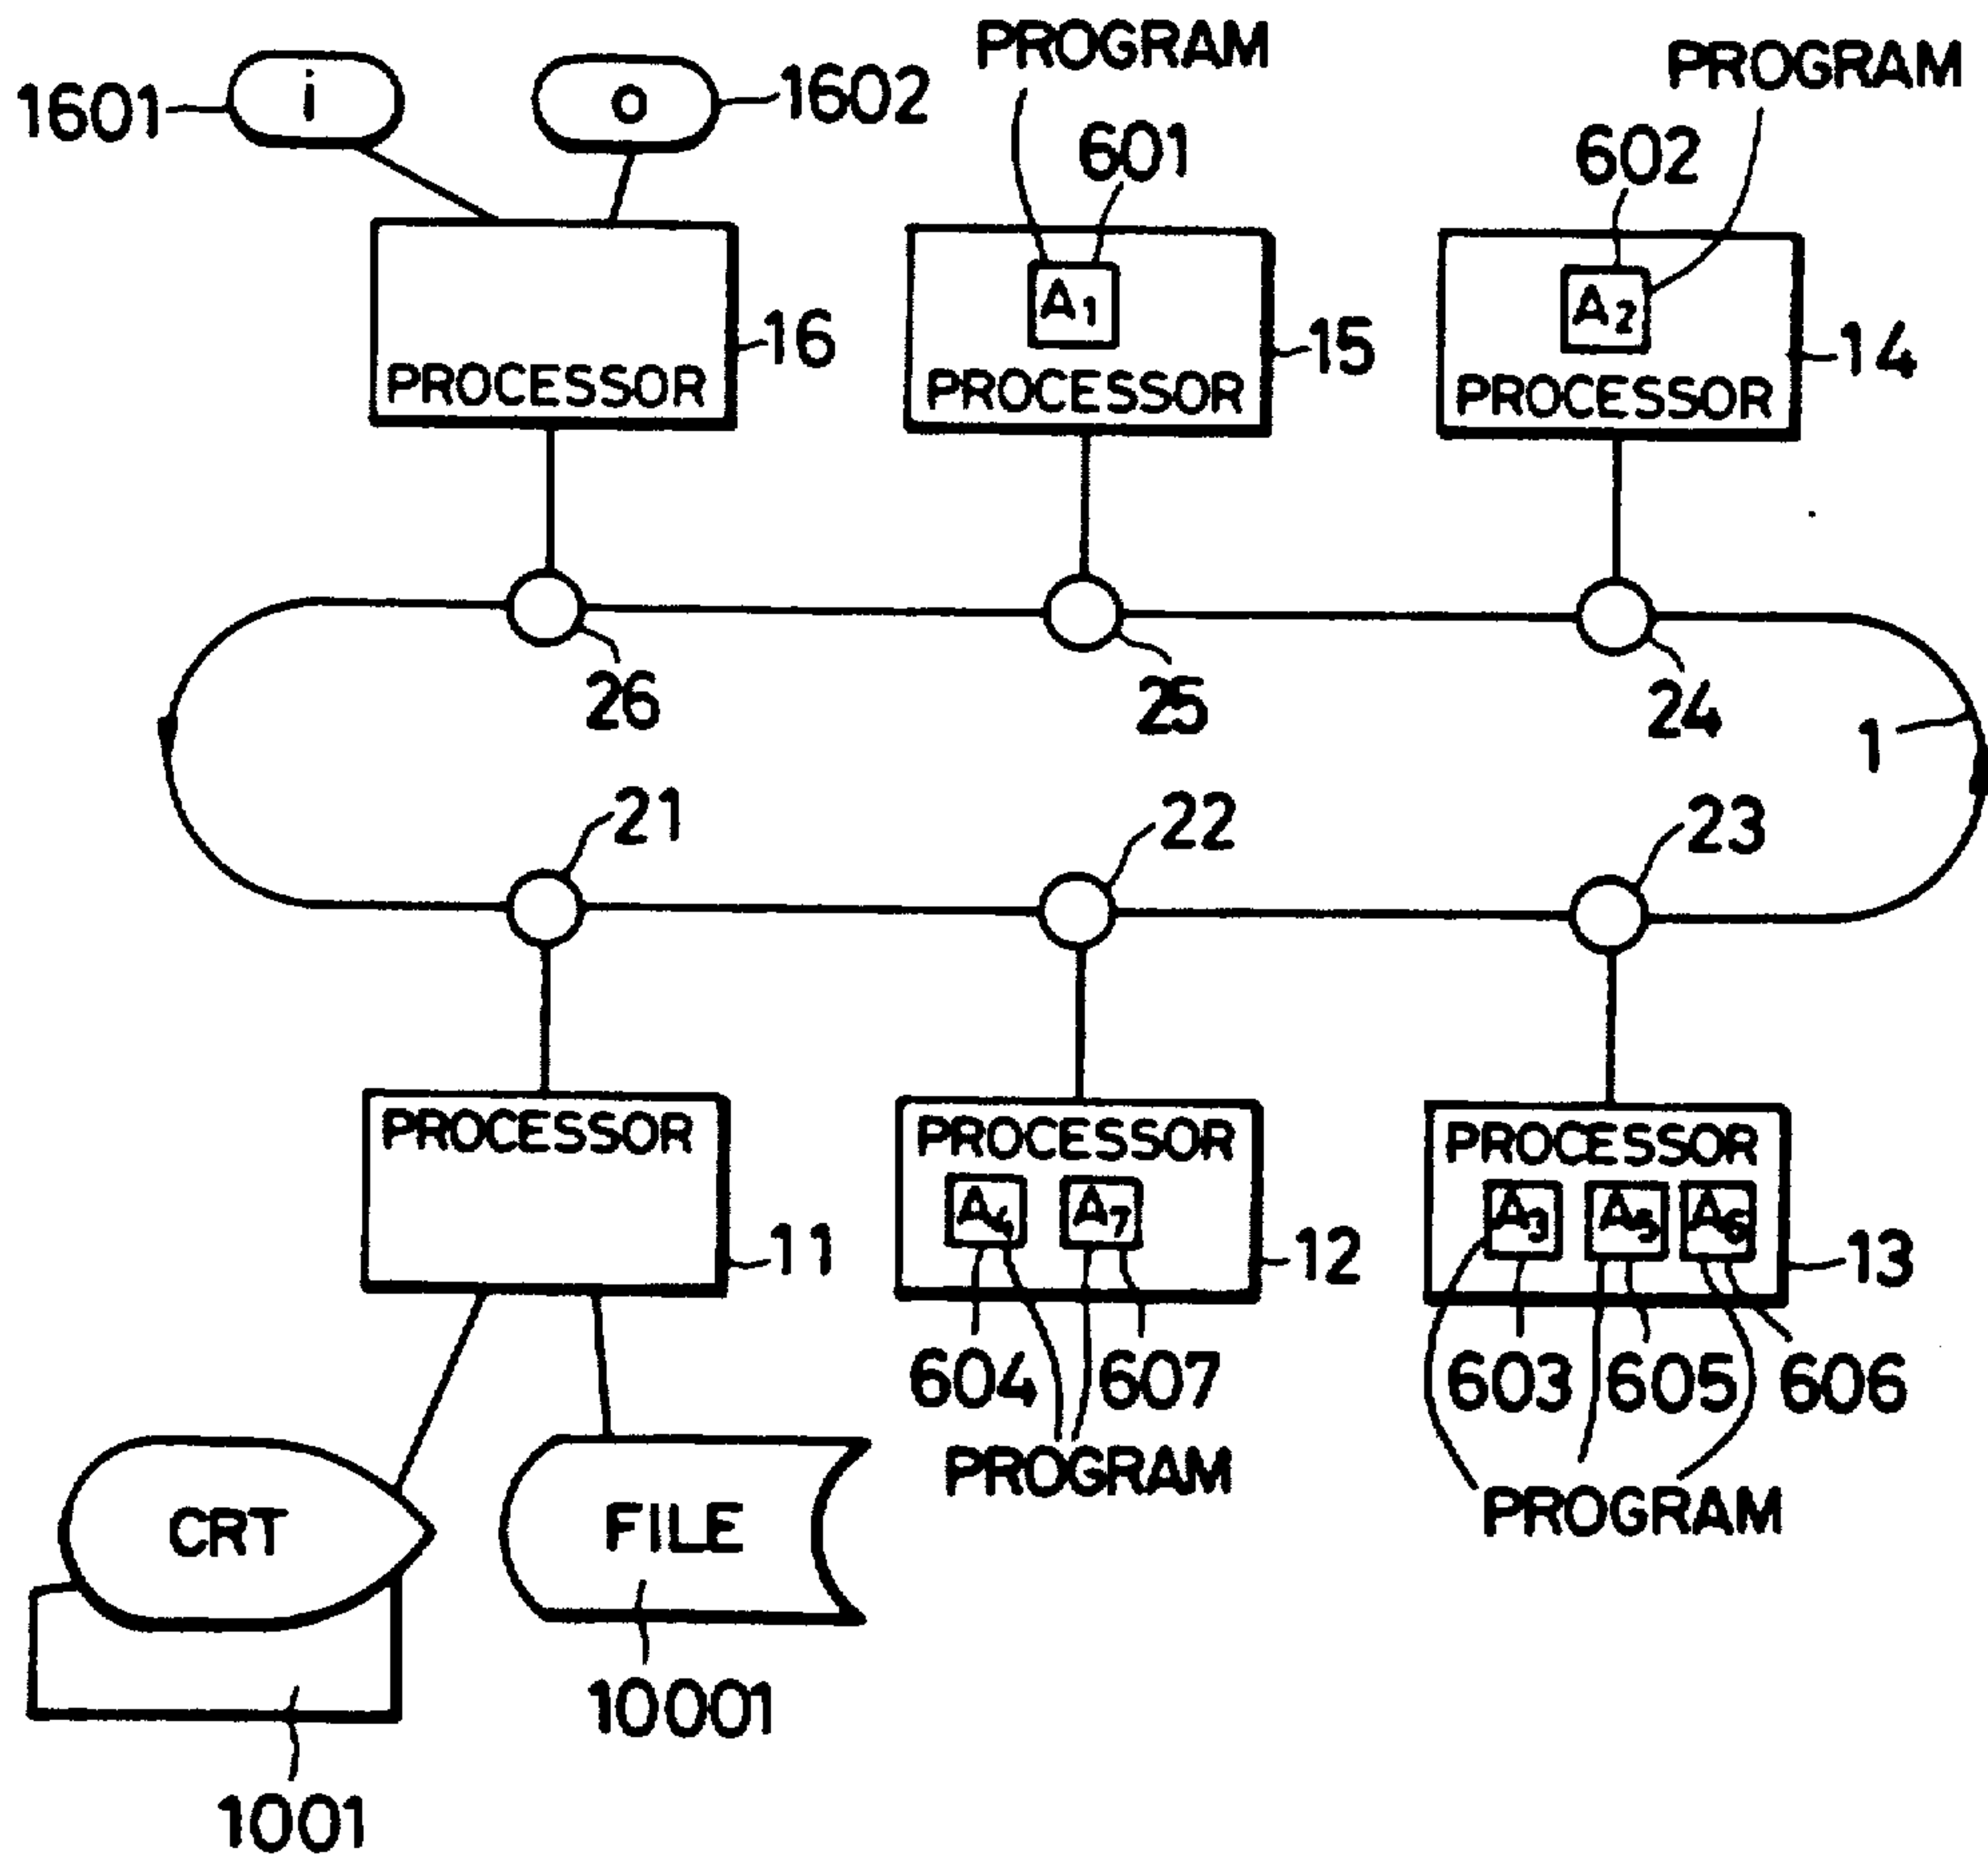 PROGRAM
PROGRAM
1601
i
o
1602
601
602
A1
A2
16
15
14
PROCESSOR
PROCESSOR
PROCESSOR
26
25
24
1
21
22
23
PROCESSOR
PROCESSOR
PROCESSOR
A4
A7
A3
A5
A6
11
12
13
604
607
603
605
606
PROGRAM
PROGRAM
CRT
FILE
10001
1001